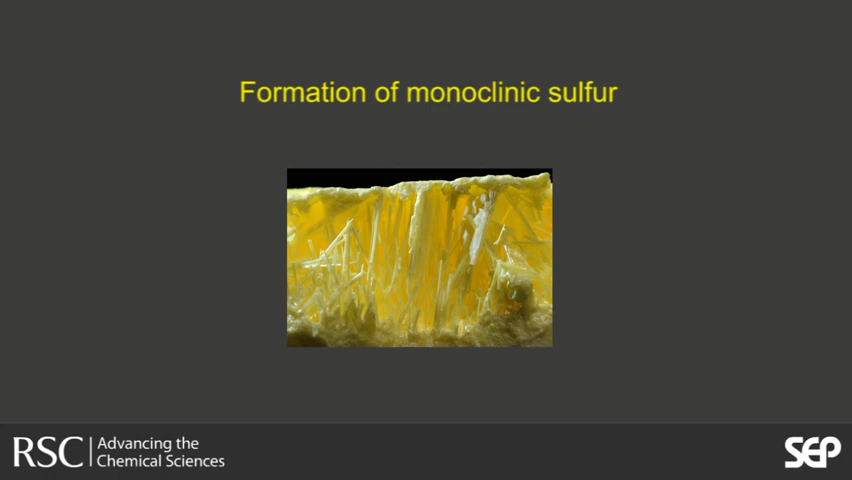 Formation of monoclinic sulfur
RSC
Advancing the
Chemical Sciences
SEP